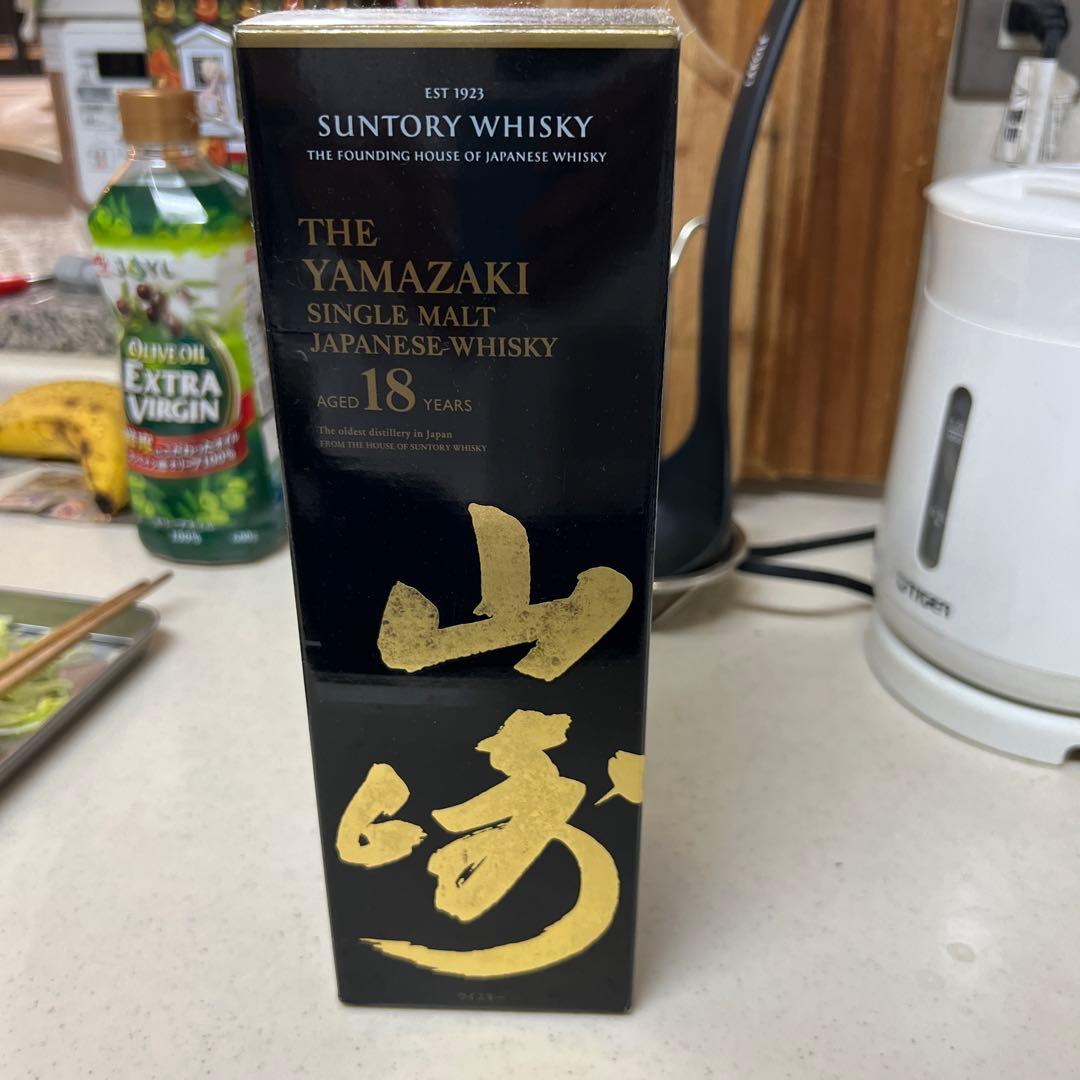 EST 1923
SUNTORY WHISKY
THE FOUNDING HOUSE OF JAPANESE WHISKY
THE
YAMAZAKI
SINGLE MALT
JAPANESE WHISKY
AGED 18 YEARS
The oldest distillery in Japan
FROM THE HOUSE OF SUNTORY WHISKY
山
崎
ウイスキー
OLIVE OIL
EXTRA
VIRGIN
100%
TIGER
LADLE